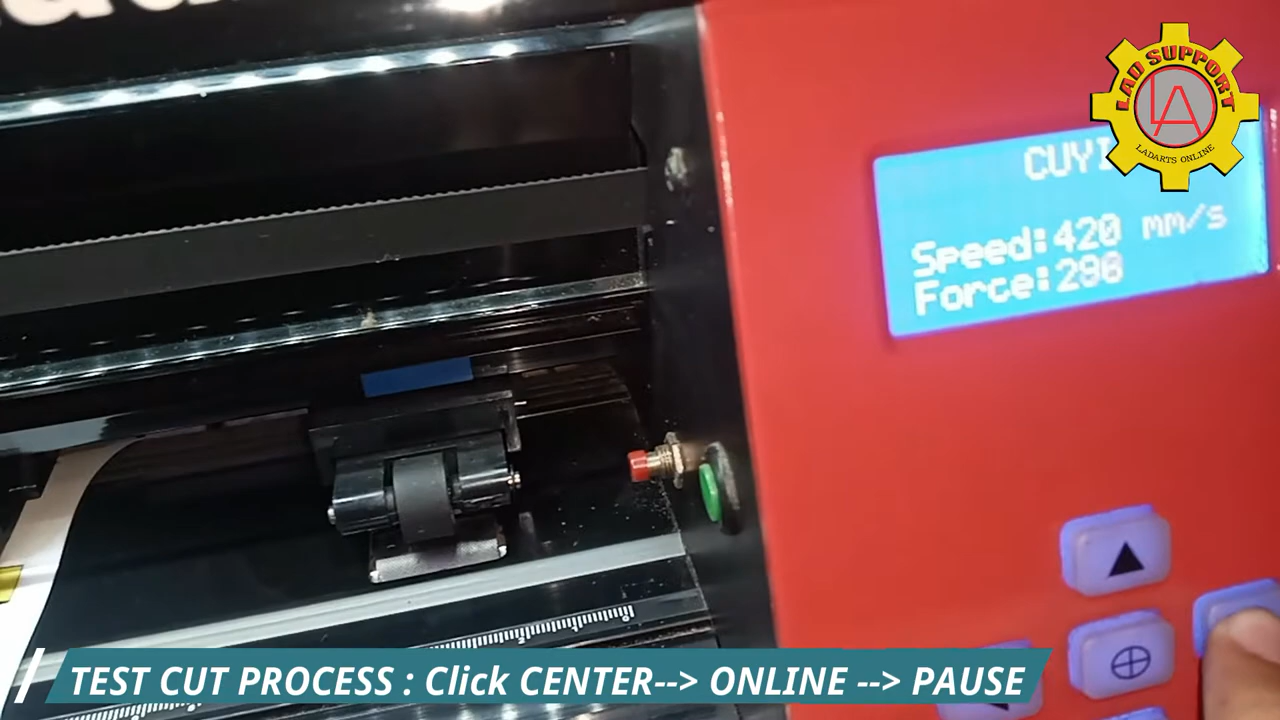 LAD SUPPORT
LA
LADARTS ONLINE
Speed:420 mm/s
Force:290
TEST CUT PROCESS : Click CENTER--> ONLINE --> PAUSE